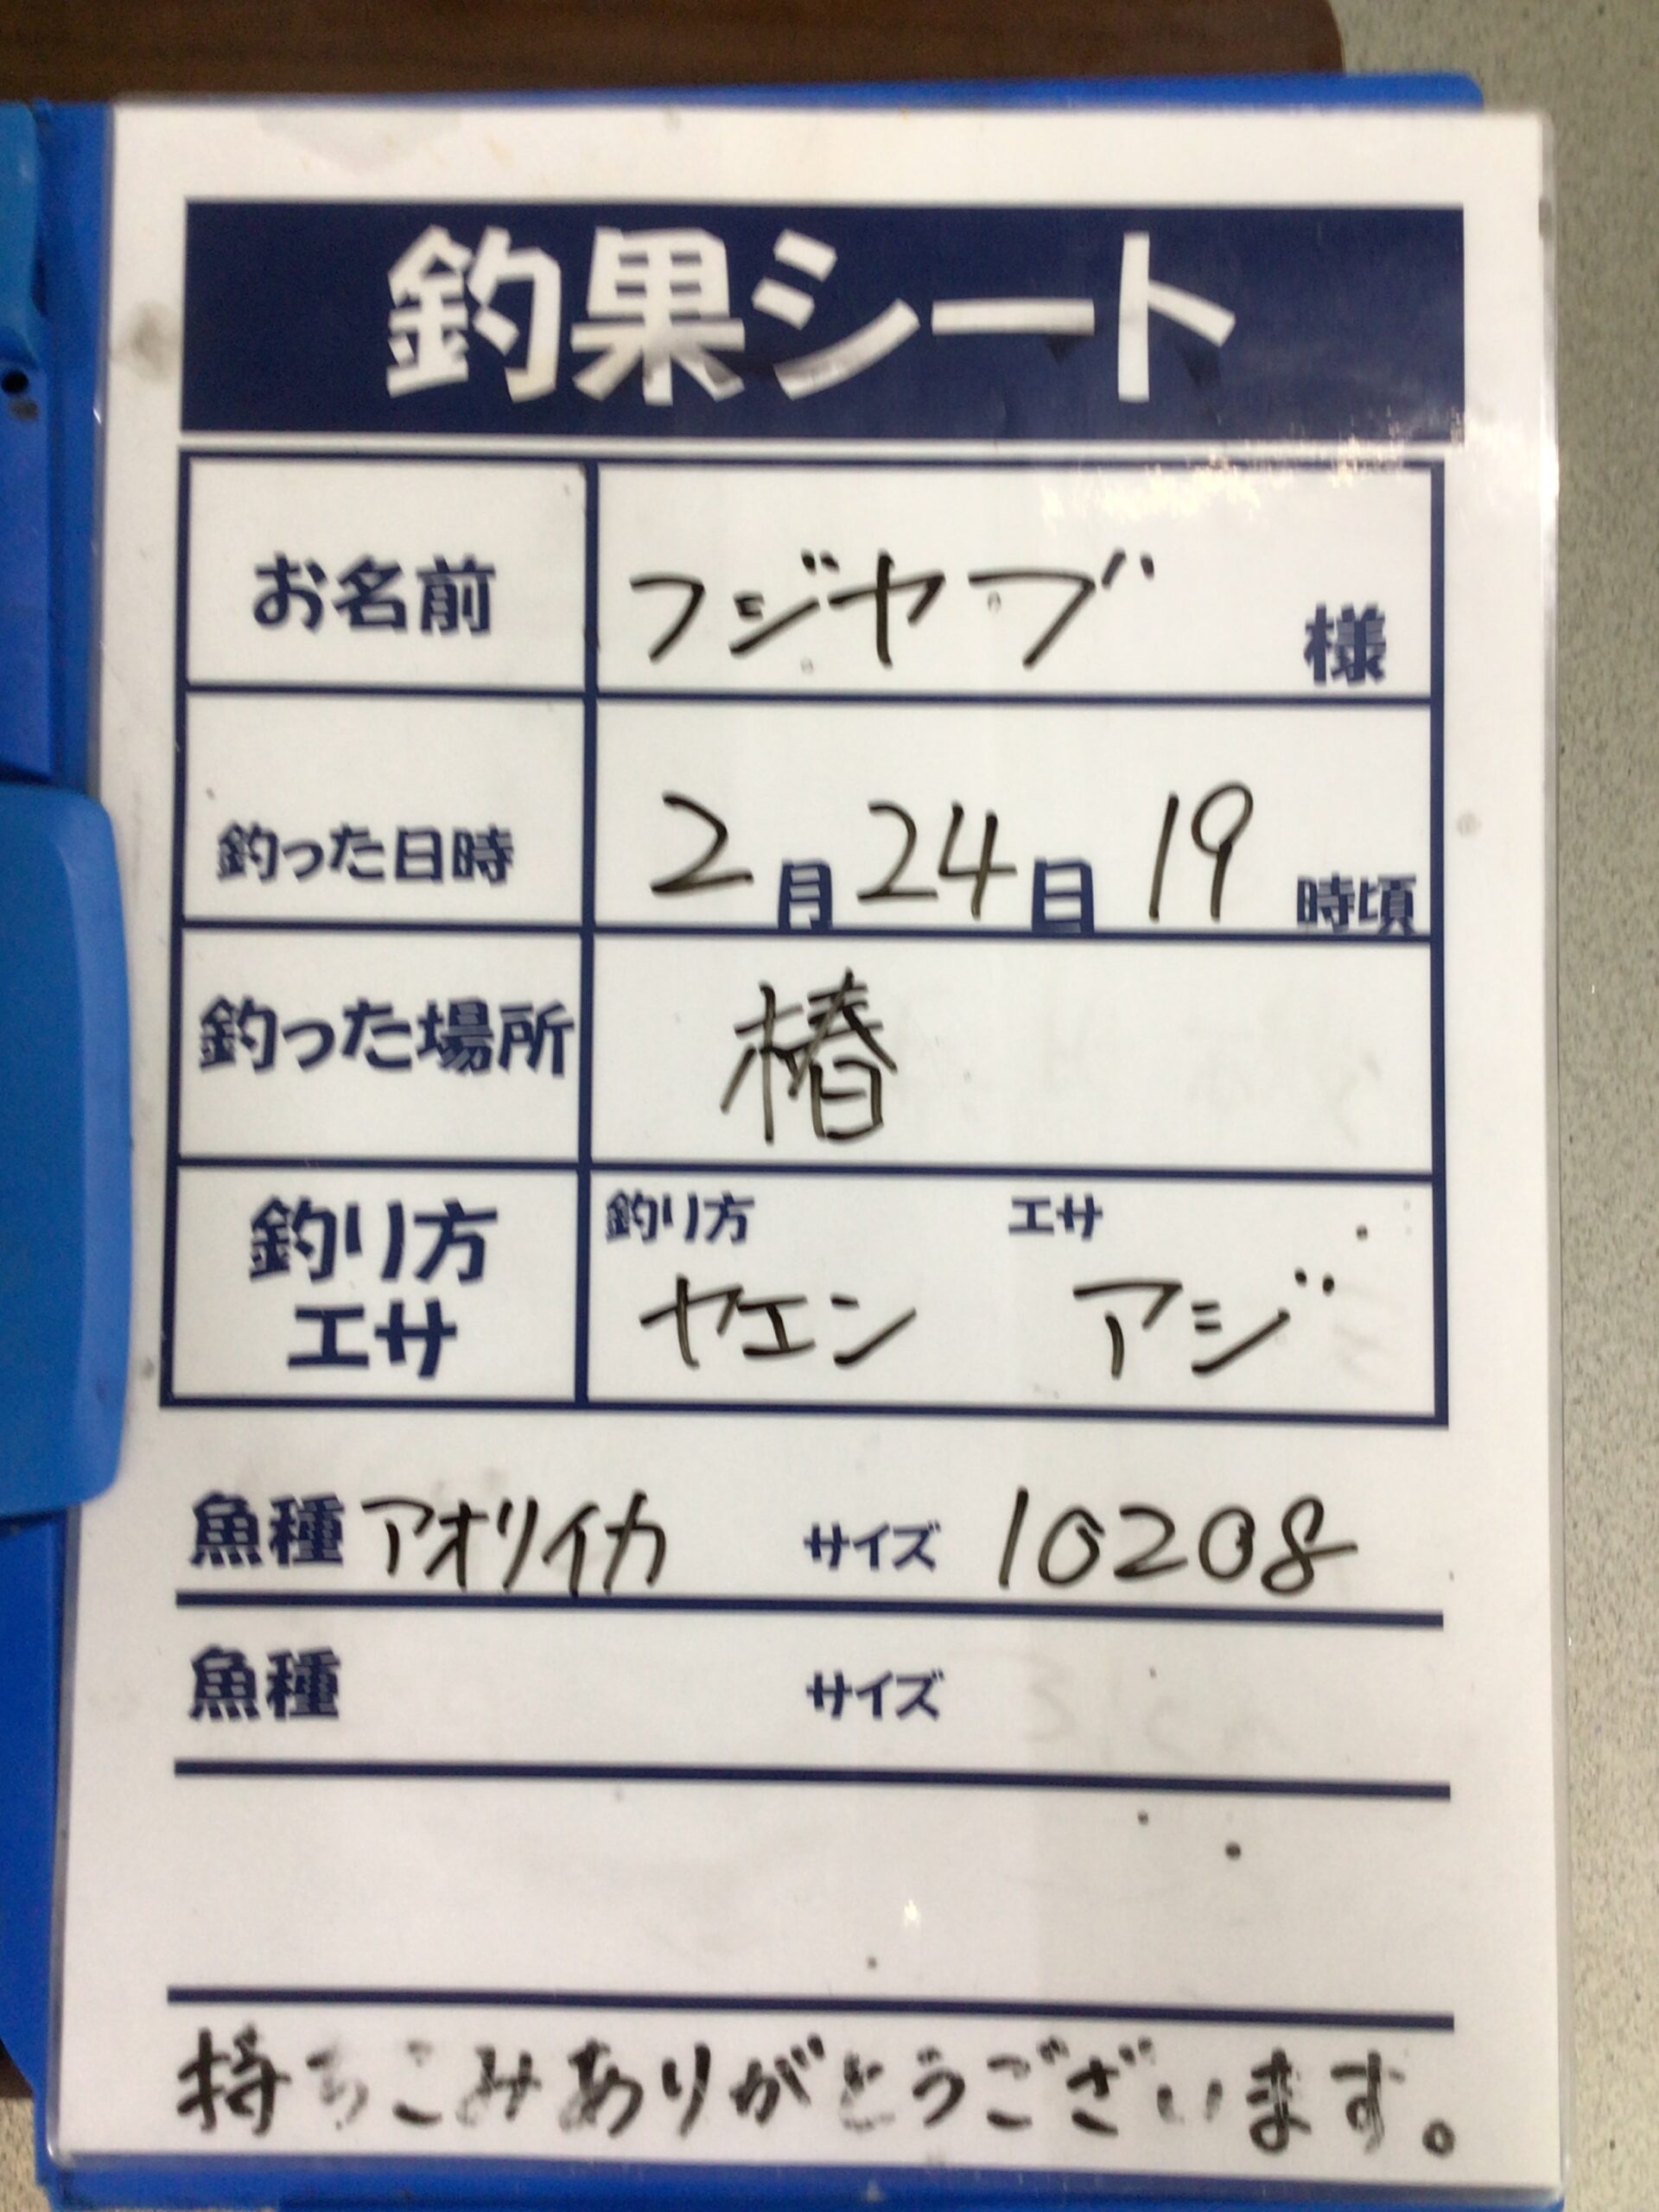 釣果シート
お名前 フジヤブ 様
釣った日時 2月24日19時頃
釣った場所 椿
釣り方 エサ
釣り方 エサ
ヤエン アジ
魚種 アオリイカ サイズ 1020g
魚種 サイズ
持ちこみありがとうございます。